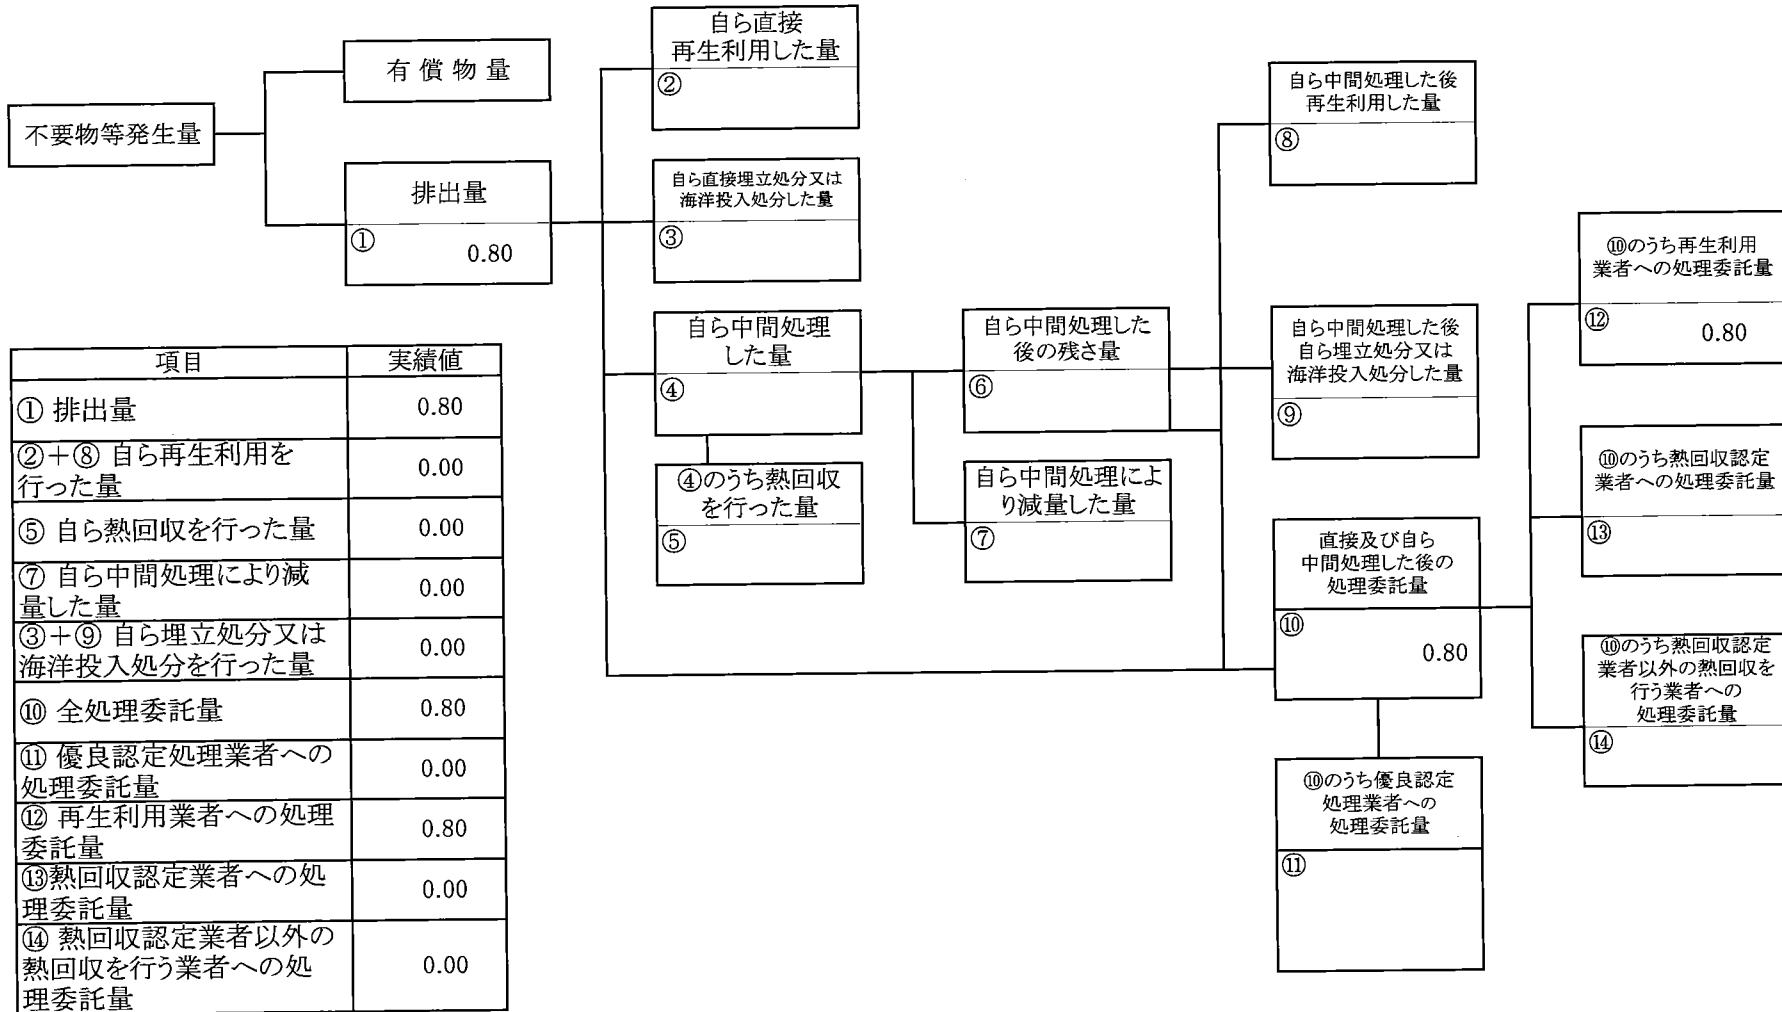 不要物等発生量
有償物量
排出量
①
0.80
自ら直接
再生利用した量
②
自ら直接埋立処分又は
海洋投入処分した量
③
自ら中間処理
した量
④
④のうち熱回収
を行った量
⑤
自ら中間処理した
後の残さ量
⑥
自ら中間処理によ
り減量した量
⑦
自ら中間処理した後
再生利用した量
⑧
自ら中間処理した後
自ら埋立処分又は
海洋投入処分した量
⑨
直接及び自ら
中間処理した後の
処理委託量
⑩
0.80
⑩のうち優良認定
処理業者への
処理委託量
⑪
⑩のうち再生利用
業者への処理委託量
⑫
0.80
⑩のうち熱回収認定
業者への処理委託量
⑬
⑩のうち熱回収認定
業者以外の熱回収を
行う業者への
処理委託量
⑭
項目 実績値
① 排出量 0.80
②+⑧ 自ら再生利用を
行った量 0.00
⑤ 自ら熱回収を行った量 0.00
⑦ 自ら中間処理により減
量した量 0.00
③+⑨ 自ら埋立処分又は
海洋投入処分を行った量 0.00
⑩ 全処理委託量 0.80
⑪ 優良認定処理業者への
処理委託量 0.00
⑫ 再生利用業者への処理
委託量 0.80
⑬熱回収認定業者への処
理委託量 0.00
⑭ 熱回収認定業者以外の
熱回収を行う業者への処
理委託量 0.00